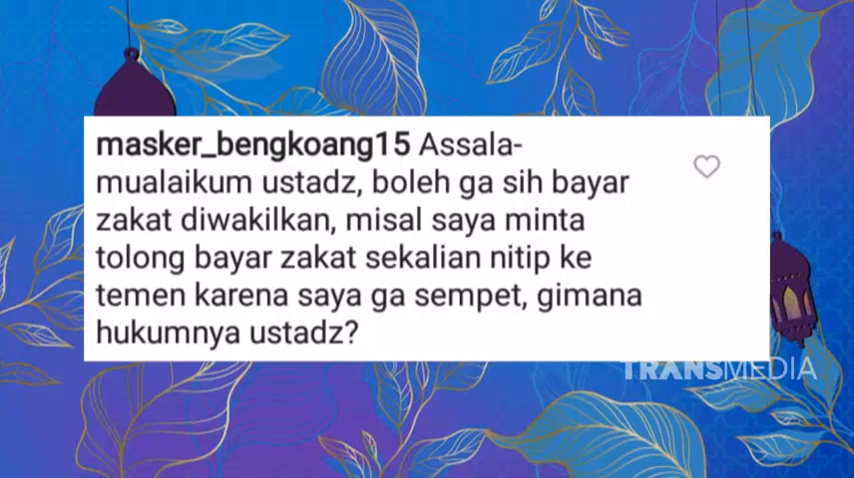 masker_bengkoang15 Assala-
mualaikum ustadz, boleh ga sih bayar
zakat diwakilkan, misal saya minta
tolong bayar zakat sekalian nitip ke
temen karena saya ga sempet, gimana
hukumnya ustadz?
TRANSMEDIA